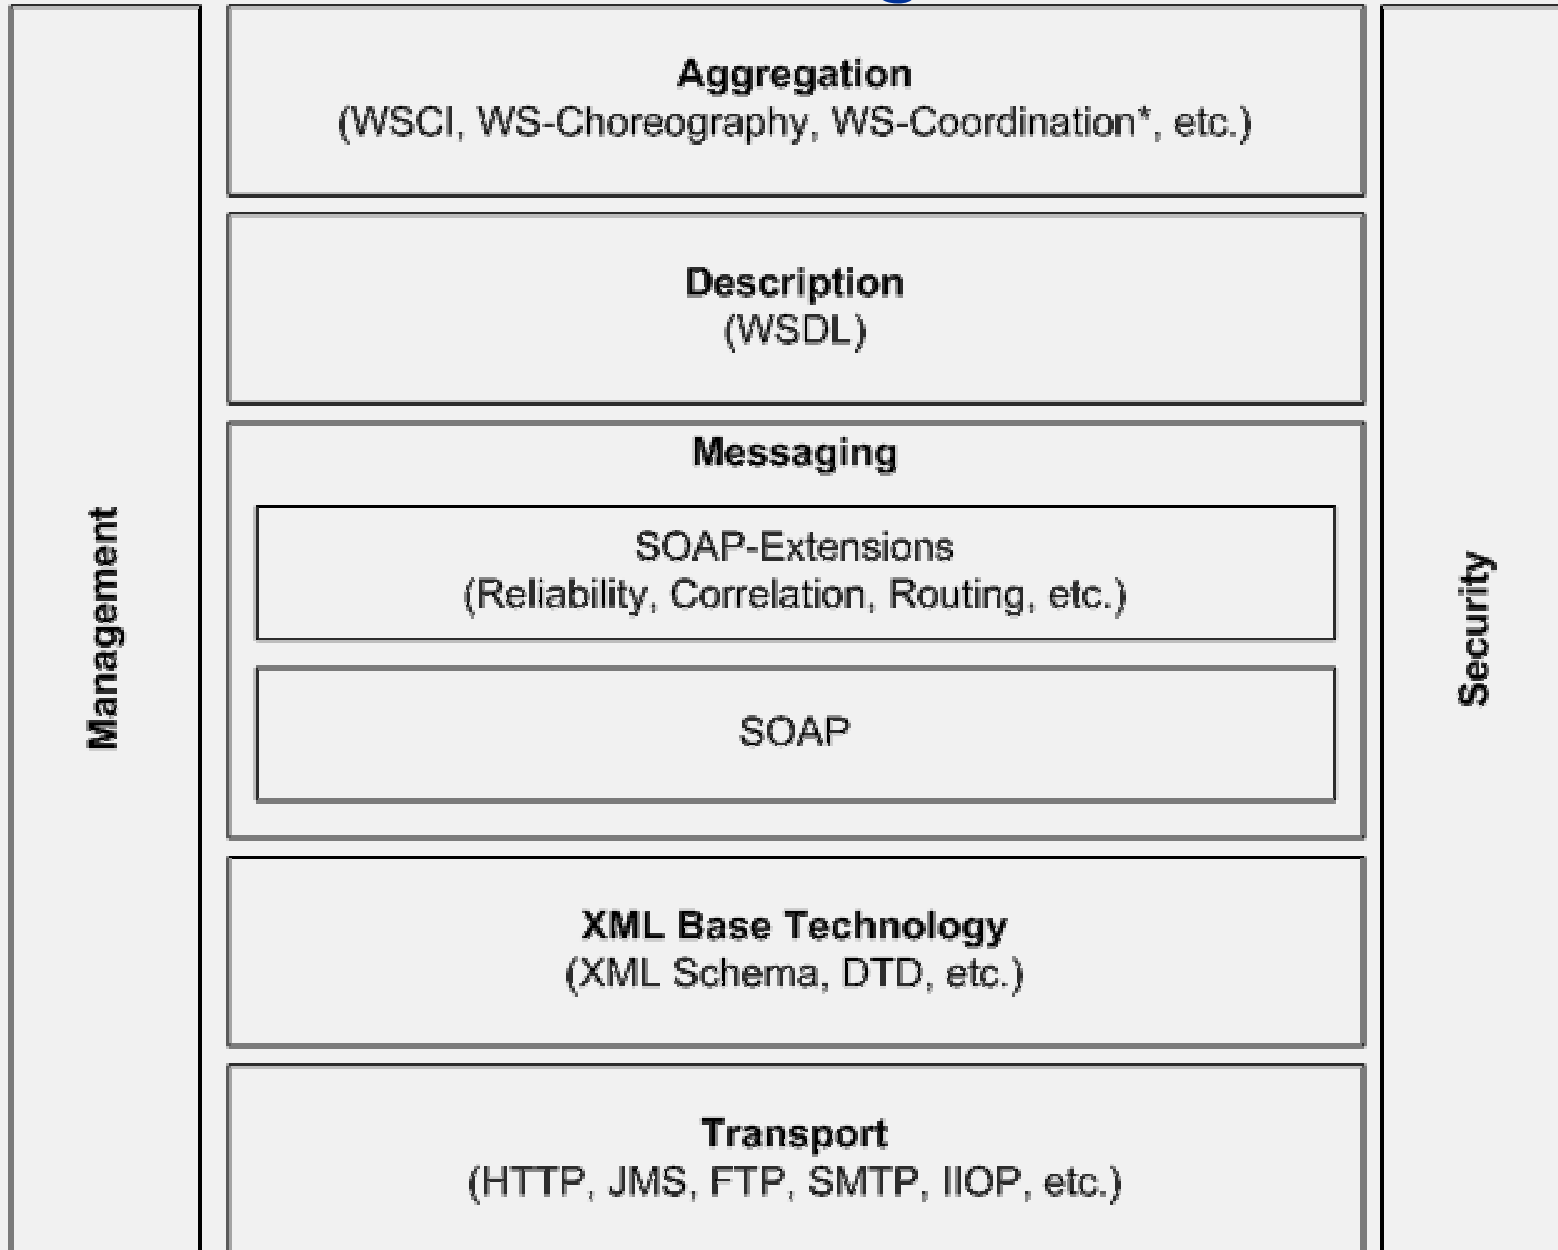 Aggregation
(WSCI, WS-Choreography, WS-Coordination*, etc.)
Description
(WSDL)
Messaging
SOAP-Extensions
(Reliability, Correlation, Routing, etc.)
SOAP
XML Base Technology
(XML Schema, DTD, etc.)
Transport
(HTTP, JMS, FTP, SMTP, IIOP, etc.)
Management
Security